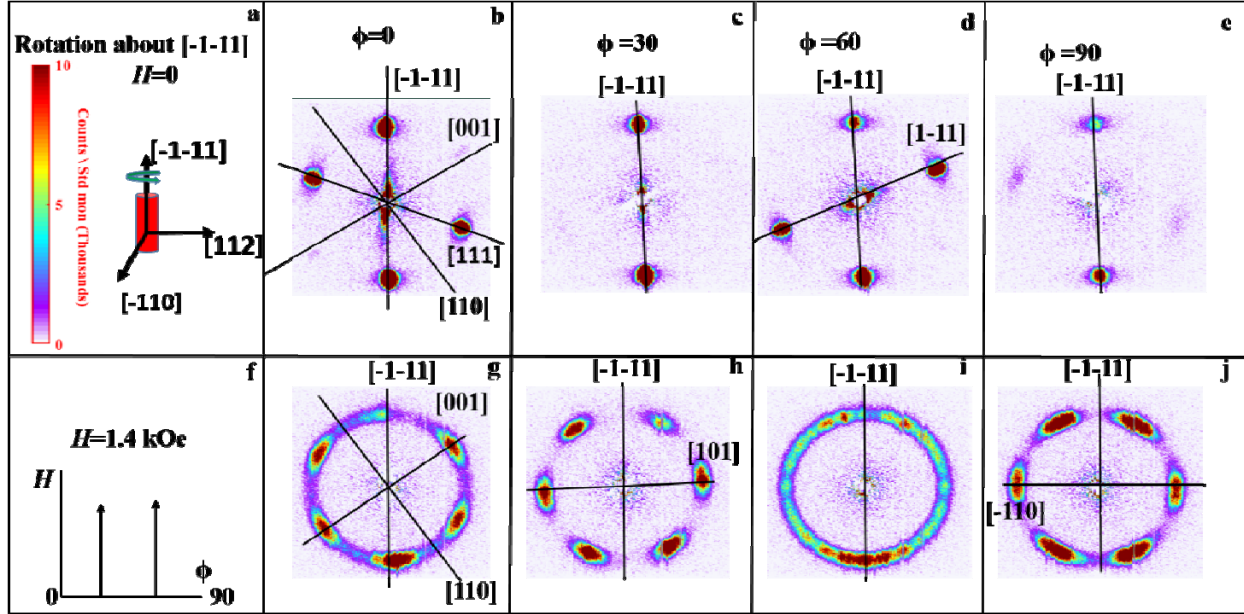 a
Rotation about [-1-11]
H=0
10
5
0
Counts \ Std mon (Thousands)
[-1-11]
[112]
[-110]
b
ϕ=0
[-1-11]
[001]
[111]
[110]
c
ϕ =30
[-1-11]
d
ϕ =60
[-1-11]
[1-11]
e
ϕ =90
[-1-11]
f
H=1.4 kOe
H
ϕ
0
90
g
[-1-11]
[001]
[110]
h
[-1-11]
[101]
i
[-1-11]
j
[-1-11]
[-110]